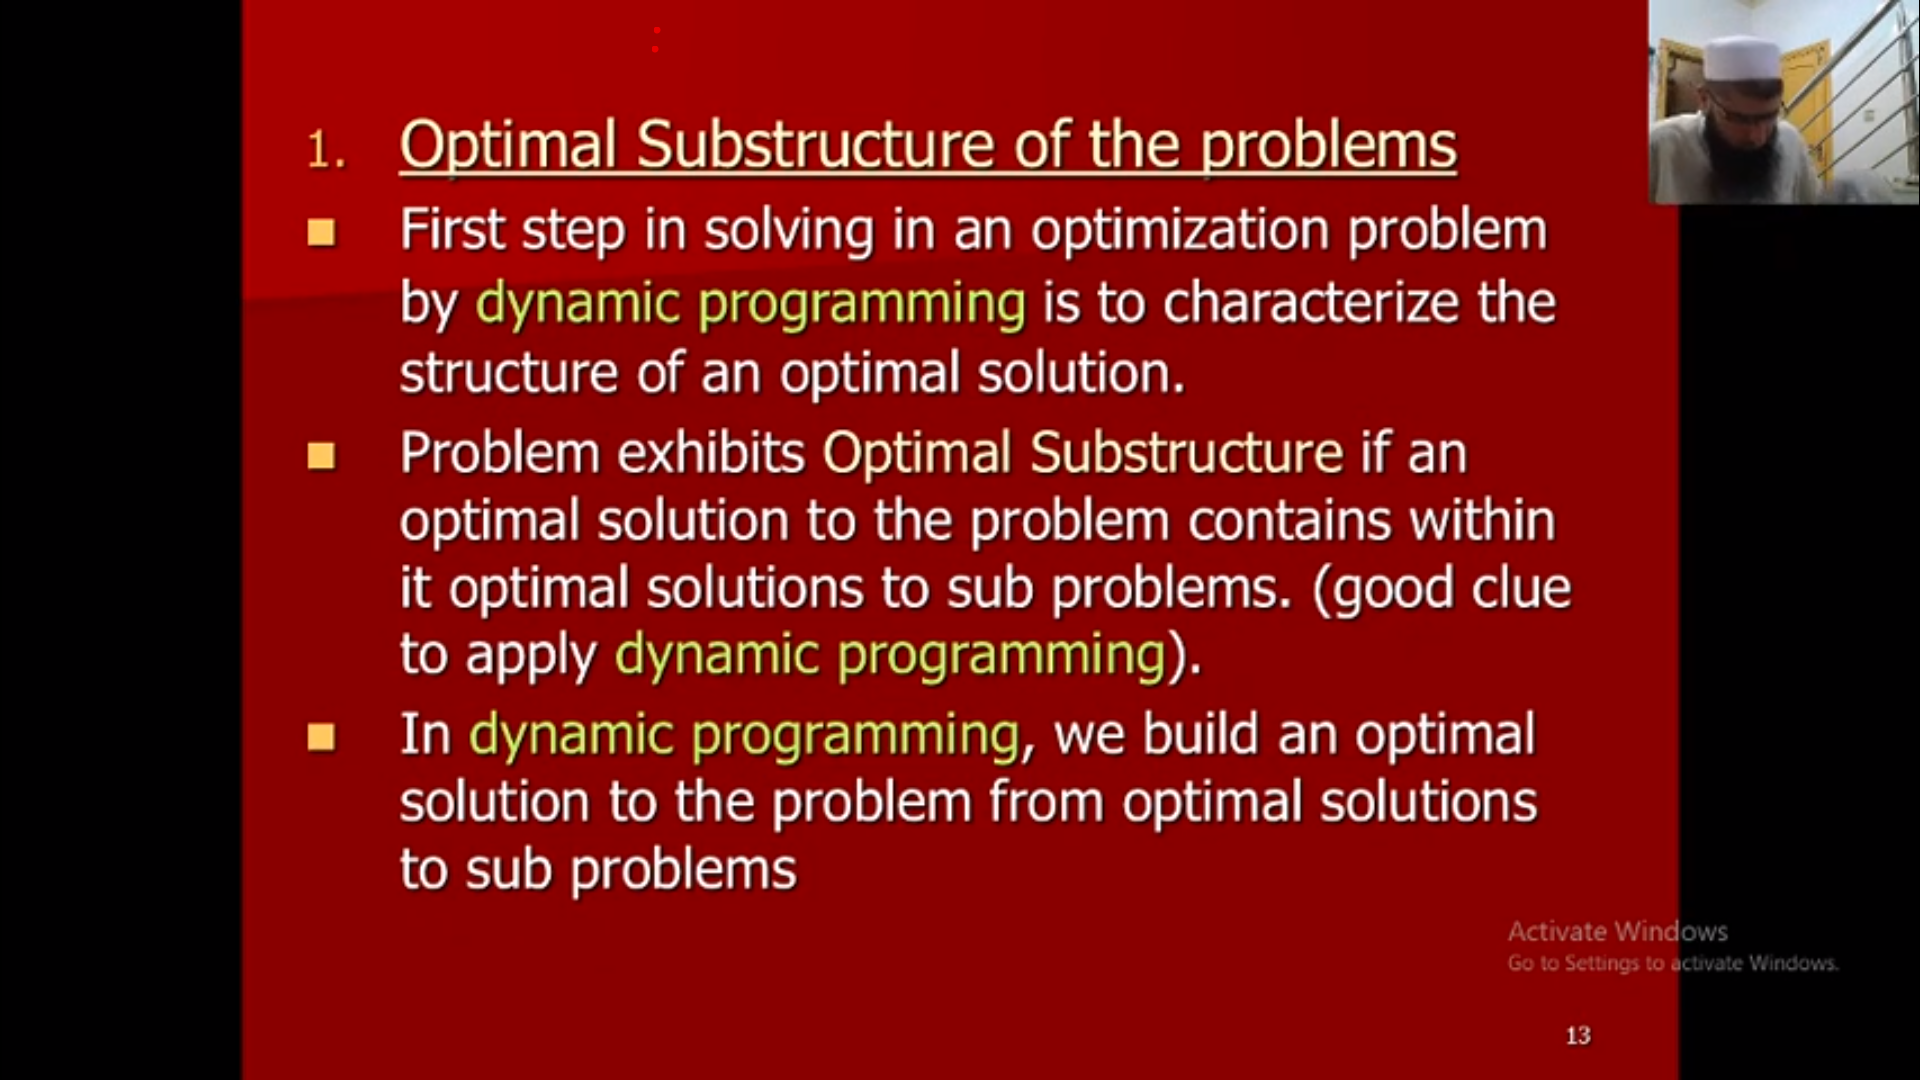 1. Optimal Substructure of the problems
First step in solving in an optimization problem
by dynamic programming is to characterize the
structure of an optimal solution.
Problem exhibits Optimal Substructure if an
optimal solution to the problem contains within
it optimal solutions to sub problems. (good clue
to apply dynamic programming).
In dynamic programming, we build an optimal
solution to the problem from optimal solutions
to sub problems
Activate Windows
Go to Settings to activate Windows.
13